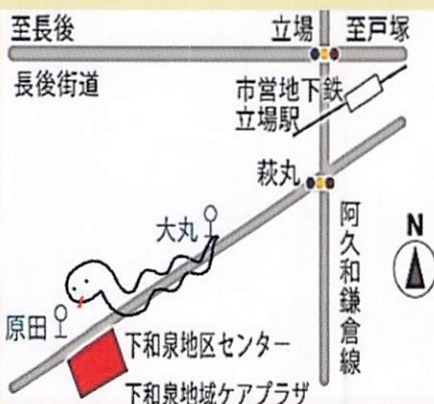 至長後
立場
至戸塚
長後街道
市営地下鉄
立場駅
萩丸
大丸
阿久和鎌倉線
N
原田
下和泉地区センター
下和泉地域ケアプラザ